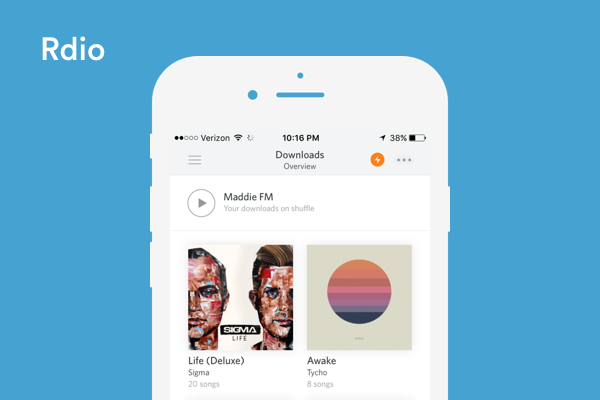 Rdio
Verizon 10:16 PM 38%
Downloads
Overview
Maddie FM
Your downloads on shuffle
SIGMA
LIFE
Life (Deluxe)
Sigma
20 songs
Awake
Tycho
8 songs